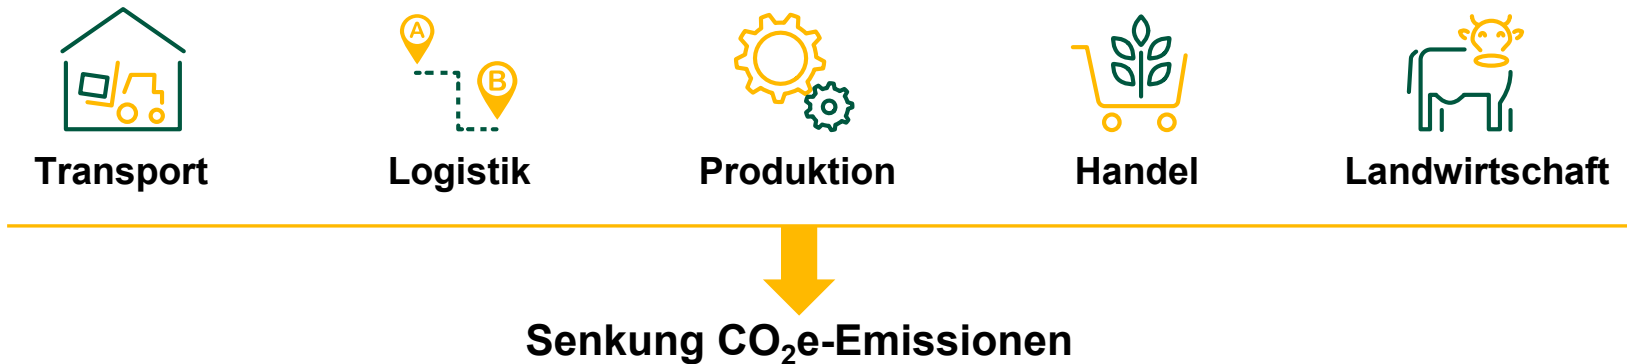 A
B
Transport Logistik Produktion Handel Landwirtschaft
Senkung CO₂e-Emissionen